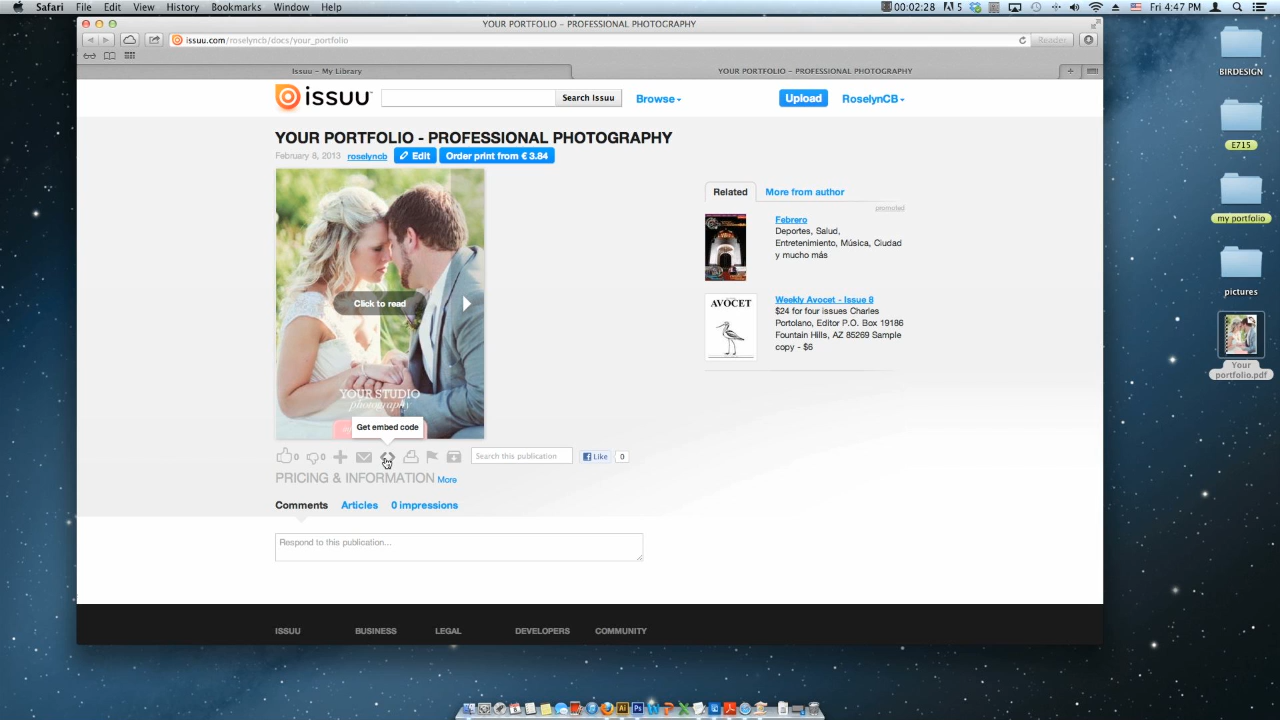 Safari File Edit View History Bookmarks Window Help
00:02:28 5 Fri 4:47 PM
YOUR PORTFOLIO – PROFESSIONAL PHOTOGRAPHY
issuu.com/roselyncb/docs/your_portfolio
Reader
Issuu – My Library
YOUR PORTFOLIO – PROFESSIONAL PHOTOGRAPHY
issuu
Search Issuu
Browse
Upload
RoselynCB
YOUR PORTFOLIO - PROFESSIONAL PHOTOGRAPHY
February 8, 2013 roselyncb Edit Order print from € 3.84
Click to read
YOUR STUDIO
photography
Get embed code
0 0
Search this publication
Like 0
PRICING & INFORMATION More
Comments Articles 0 impressions
Respond to this publication...
Related More from author
promoted
Febrero
Deportes, Salud,
Entretenimiento, Música, Ciudad
y mucho más
AVOCET
Weekly Avocet - Issue 8
$24 for four issues Charles
Portolano, Editor P.O. Box 19186
Fountain Hills, AZ 85269 Sample
copy - $6
ISSUU BUSINESS LEGAL DEVELOPERS COMMUNITY
BIRDESIGN
E715
my portfolio
pictures
Your
portfolio.pdf